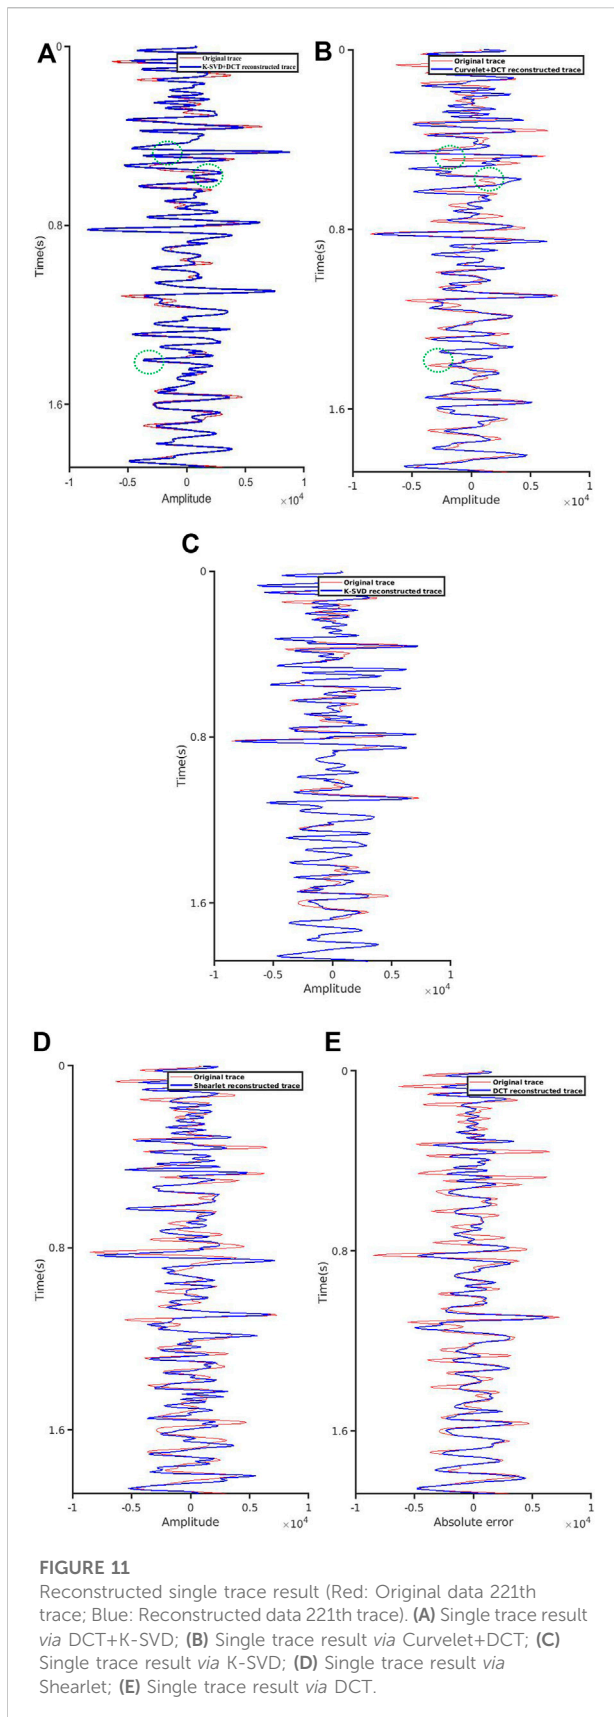 A
Original trace
K-SVD+DCT reconstructed trace
0
0.8
1.6
Time(s)
-1
-0.5
0
0.5
1
Amplitude
×10⁴
B
Original trace
Curvelet+DCT reconstructed trace
0
0.8
1.6
Time(s)
-1
-0.5
0
0.5
1
Amplitude
×10⁴
C
Original trace
K-SVD reconstructed trace
0
0.8
1.6
Time(s)
-1
-0.5
0
0.5
1
Amplitude
×10⁴
D
Original trace
Shearlet reconstructed trace
0
0.8
1.6
Time(s)
-1
-0.5
0
0.5
1
Amplitude
×10⁴
E
Original trace
DCT reconstructed trace
0
0.8
1.6
Time(s)
-1
-0.5
0
0.5
1
Absolute error
×10⁴
FIGURE 11
Reconstructed single trace result (Red: Original data 221th
trace; Blue: Reconstructed data 221th trace). (A) Single trace result
via DCT+K-SVD; (B) Single trace result via Curvelet+DCT; (C)
Single trace result via K-SVD; (D) Single trace result via
Shearlet; (E) Single trace result via DCT.